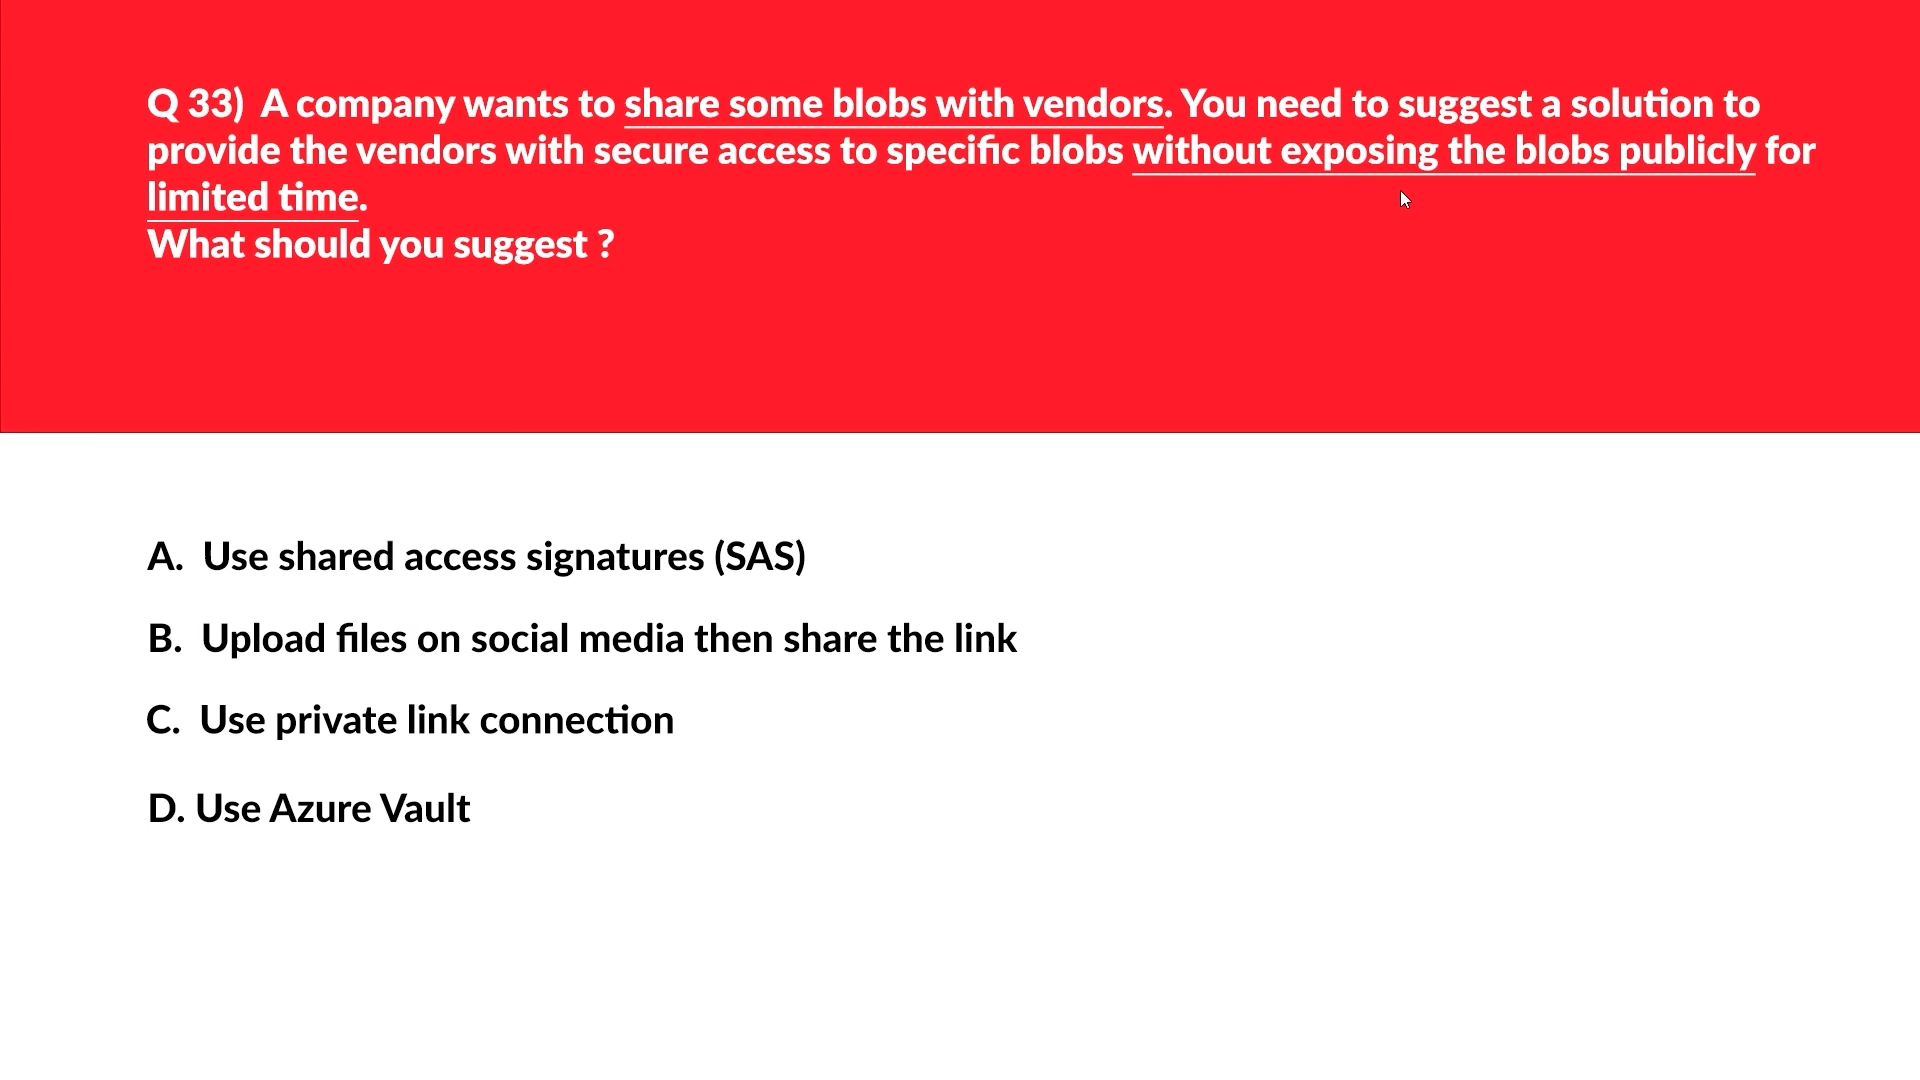 Q 33)  A company wants to share some blobs with vendors. You need to suggest a solution to
provide the vendors with secure access to specific blobs without exposing the blobs publicly for
limited time.
What should you suggest ?
A.  Use shared access signatures (SAS)
B.  Upload files on social media then share the link
C.  Use private link connection
D. Use Azure Vault